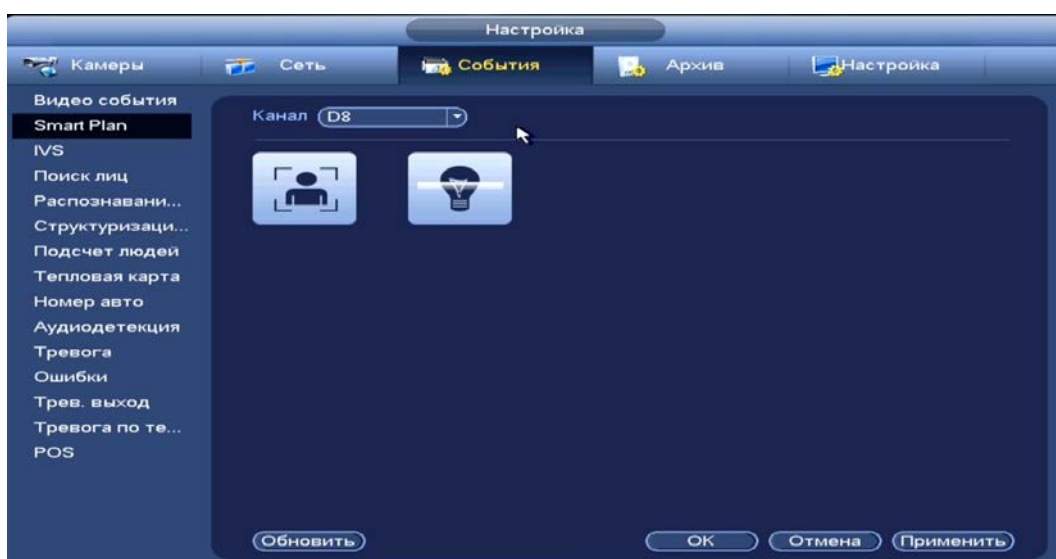 Настройка
Камеры Сеть События Архив Настройка
Видео события
Smart Plan
IVS
Поиск лиц
Распознавани...
Структуризаци...
Подсчет людей
Тепловая карта
Номер авто
Аудиодетекция
Тревога
Ошибки
Трев. выход
Тревога по те...
POS
Канал D8
Обновить OK Отмена Применить